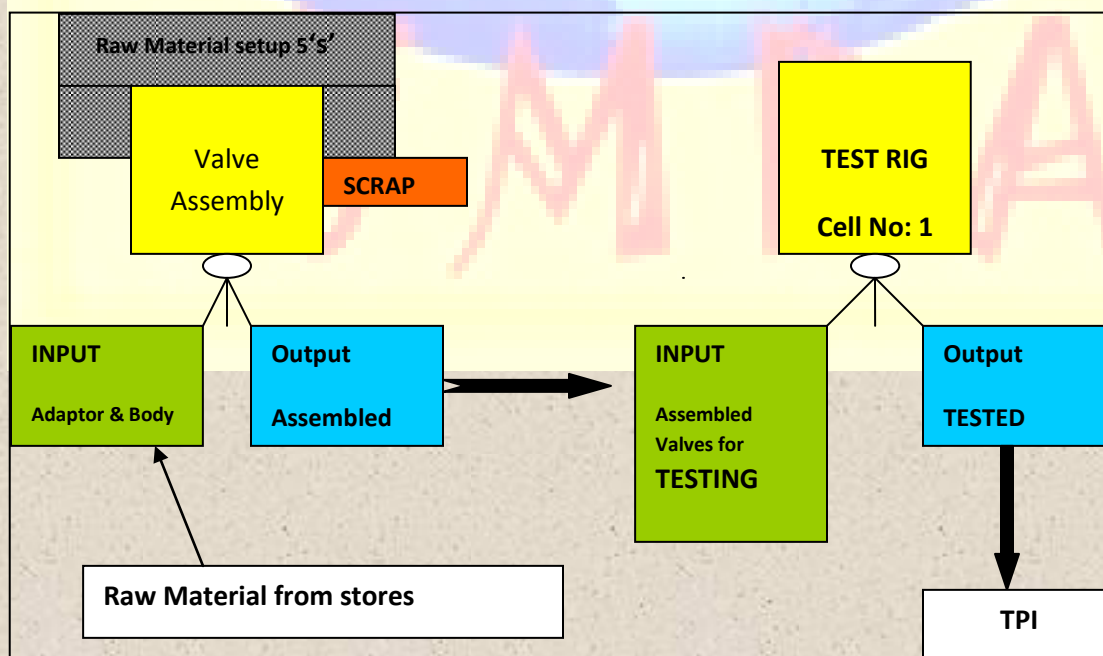 Raw Material setup 5‘S’
Valve
Assembly
SCRAP
TEST RIG
Cell No: 1
INPUT
Adaptor & Body
Output
Assembled
INPUT
Assembled
Valves for
TESTING
Output
TESTED
Raw Material from stores
TPI